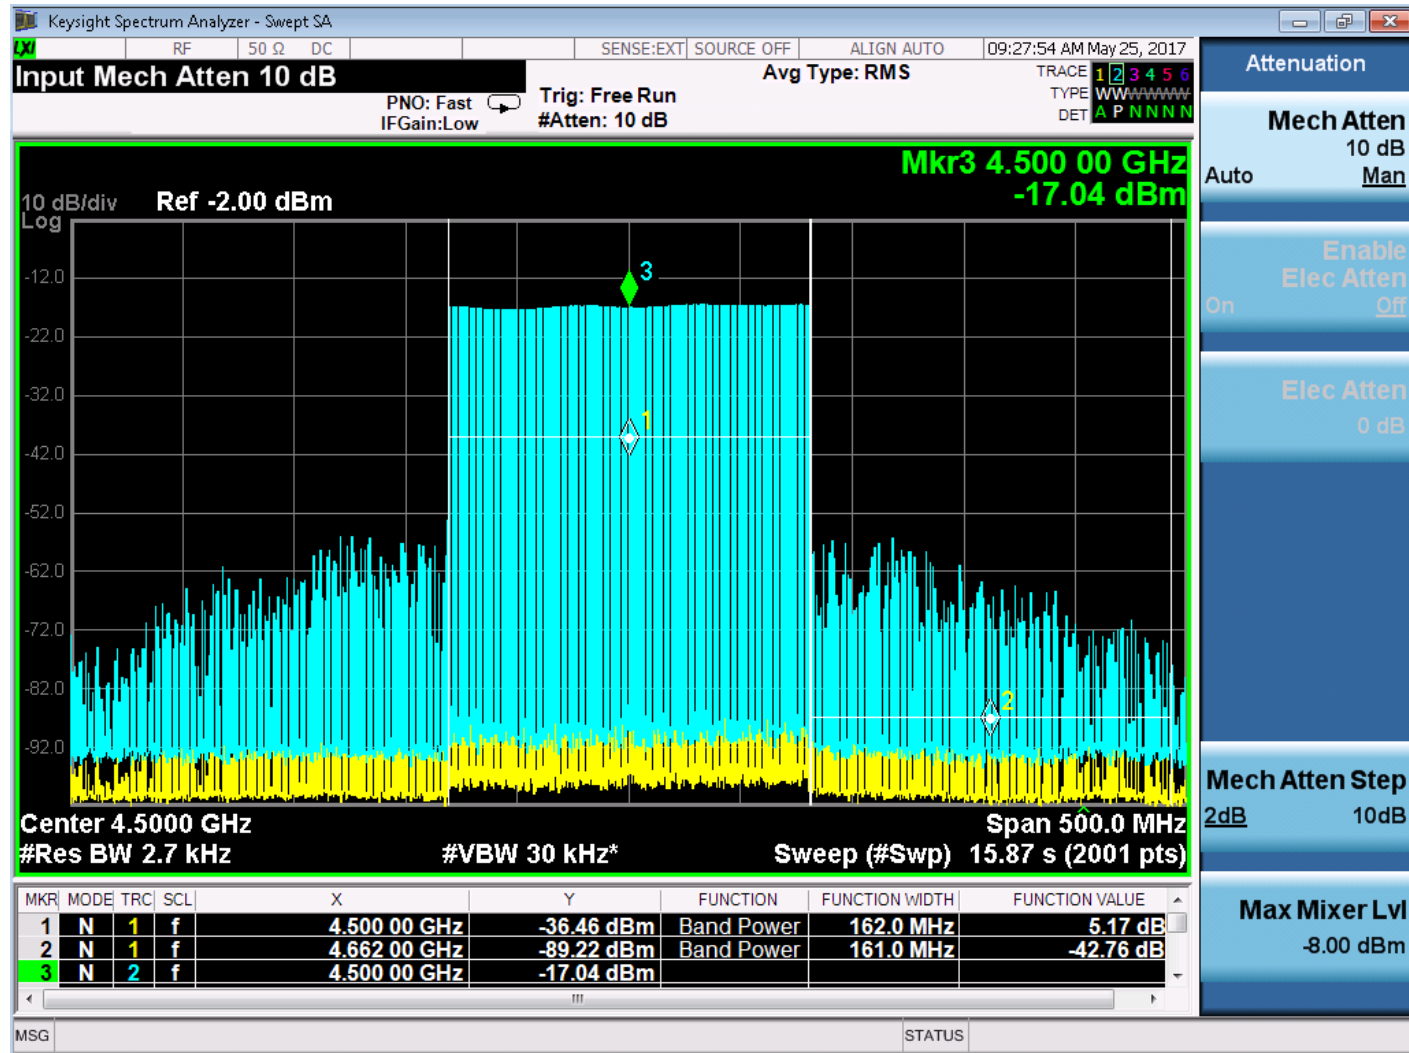 Keysight Spectrum Analyzer - Swept SA
LXI RF 50 Ω DC SENSE:EXT SOURCE OFF ALIGN AUTO 09:27:54 AM May 25, 2017
Input Mech Atten 10 dB
PNO: Fast
IFGain:Low
Trig: Free Run
#Atten: 10 dB
Avg Type: RMS
TRACE 1 2 3 4 5 6
TYPE WWWWWW
DET A P N N N N
Mkr3 4.500 00 GHz
-17.04 dBm
10 dB/div Ref -2.00 dBm
Log
-12.0
-22.0
-32.0
-42.0
-52.0
-62.0
-72.0
-82.0
-92.0
3
1
2
Center 4.5000 GHz Span 500.0 MHz
#Res BW 2.7 kHz #VBW 30 kHz* Sweep (#Swp) 15.87 s (2001 pts)
MKR MODE TRC SCL X Y FUNCTION FUNCTION WIDTH FUNCTION VALUE
1 N 1 f 4.500 00 GHz -36.46 dBm Band Power 162.0 MHz 5.17 dB
2 N 1 f 4.662 00 GHz -89.22 dBm Band Power 161.0 MHz -42.76 dB
3 N 2 f 4.500 00 GHz -17.04 dBm
MSG STATUS
Attenuation
Mech Atten
10 dB
Auto Man
Enable
Elec Atten
On Off
Elec Atten
0 dB
Mech Atten Step
2dB 10dB
Max Mixer Lvl
-8.00 dBm